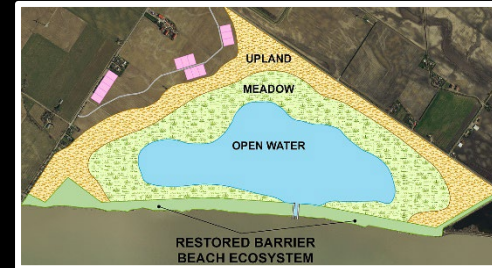 UPLAND
MEADOW
OPEN WATER
RESTORED BARRIER
BEACH ECOSYSTEM